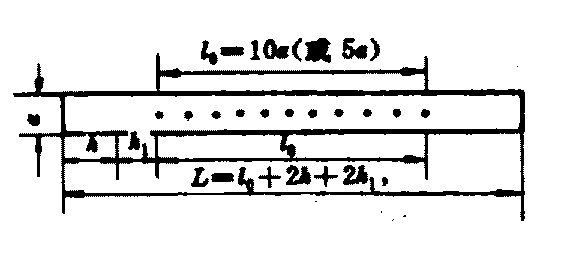 l₀=10a(或 5a)
a
h
h₁
l₀
L=l₀+2h+2h₁,